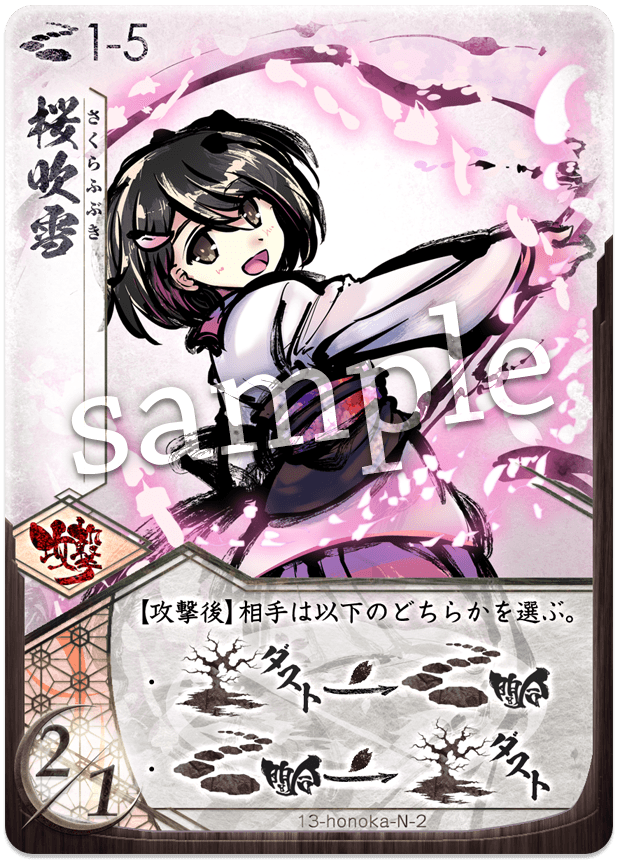 1-5
桜吹雪
さくらふぶき
sample
攻撃
【攻撃後】相手は以下のどちらかを選ぶ。
・ ダスト → 間合
・ 間合 → ダスト
2/1
13-honoka-N-2